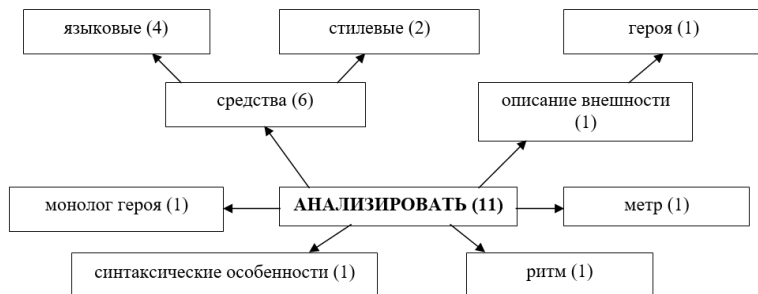 языковые (4)
стилевые (2)
героя (1)
средства (6)
описание внешности
(1)
монолог героя (1)
АНАЛИЗИРОВАТЬ (11)
метр (1)
синтаксические особенности (1)
ритм (1)